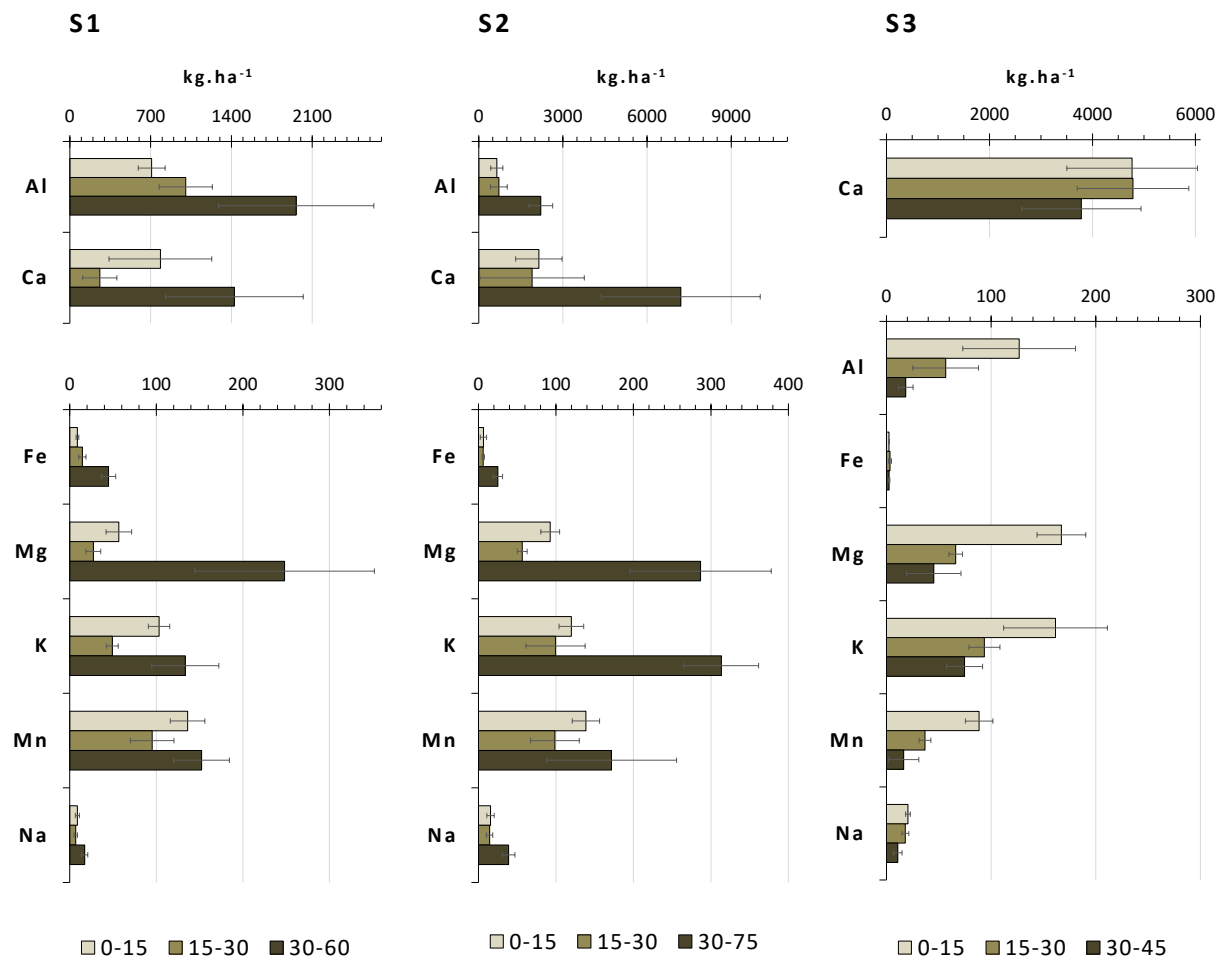 S1
kg.ha-1
0 700 1400 2100
Al
Ca
0 100 200 300
Fe
Mg
K
Mn
Na
0-15 15-30 30-60
S2
kg.ha-1
0 3000 6000 9000
Al
Ca
0 100 200 300 400
Fe
Mg
K
Mn
Na
0-15 15-30 30-75
S3
kg.ha-1
0 2000 4000 6000
Ca
0 100 200 300
Al
Fe
Mg
K
Mn
Na
0-15 15-30 30-45